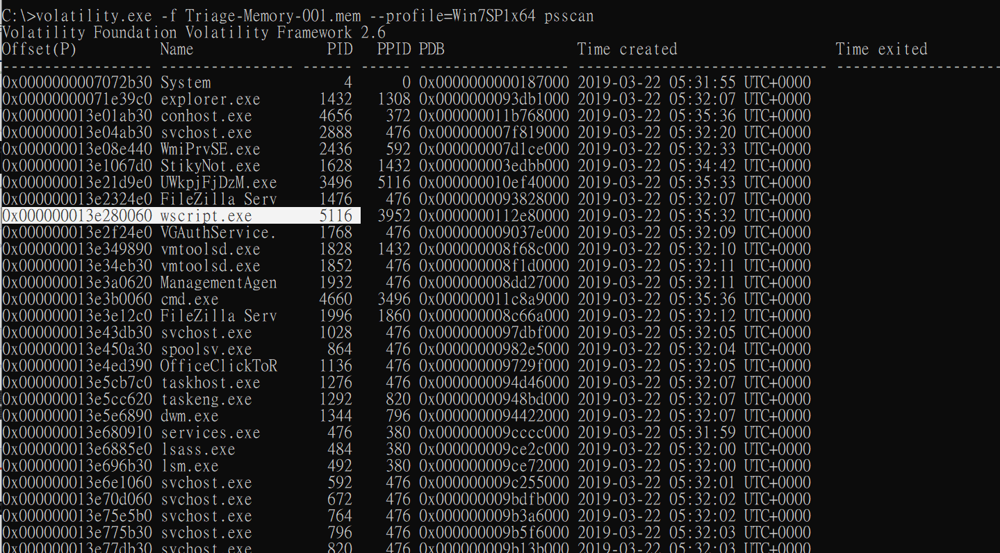 C:\>volatility.exe -f Triage-Memory-001.mem --profile=Win7SP1x64 psscan
Volatility Foundation Volatility Framework 2.6
Offset(P)          Name                PID   PPID PDB                Time created                   Time exited
------------------ ---------------- ------ ------ ------------------ ------------------------------ --------------------
0x0000000007072b30 System                4      0 0x0000000000187000 2019-03-22 05:31:55 UTC+0000
0x00000000071e39c0 explorer.exe       1432   1308 0x0000000093db1000 2019-03-22 05:32:07 UTC+0000
0x000000013e01ab30 conhost.exe        4656    372 0x000000011b768000 2019-03-22 05:35:36 UTC+0000
0x000000013e04ab30 svchost.exe        2888    476 0x000000007f819000 2019-03-22 05:32:20 UTC+0000
0x000000013e08e440 WmiPrvSE.exe       2436    592 0x000000007d1ce000 2019-03-22 05:32:33 UTC+0000
0x000000013e1067d0 StikyNot.exe       1628   1432 0x000000003edbb000 2019-03-22 05:34:42 UTC+0000
0x000000013e21d9e0 UWkpjFjDzM.exe     3496   5116 0x000000010ef40000 2019-03-22 05:35:33 UTC+0000
0x000000013e2324e0 FileZilla Serv     1476    476 0x0000000093828000 2019-03-22 05:32:07 UTC+0000
0x000000013e280060 wscript.exe        5116   3952 0x0000000112e80000 2019-03-22 05:35:32 UTC+0000
0x000000013e2f24e0 VGAuthService.     1768    476 0x000000009037e000 2019-03-22 05:32:09 UTC+0000
0x000000013e349890 vmtoolsd.exe       1828   1432 0x000000008f68c000 2019-03-22 05:32:10 UTC+0000
0x000000013e34eb30 vmtoolsd.exe       1852    476 0x000000008f1d0000 2019-03-22 05:32:11 UTC+0000
0x000000013e3a0620 ManagementAgen     1932    476 0x000000008dd27000 2019-03-22 05:32:11 UTC+0000
0x000000013e3b0060 cmd.exe            4660   3496 0x000000011c8a9000 2019-03-22 05:35:36 UTC+0000
0x000000013e3e12c0 FileZilla Serv     1996   1860 0x000000008c66a000 2019-03-22 05:32:12 UTC+0000
0x000000013e43db30 svchost.exe        1028    476 0x0000000097dbf000 2019-03-22 05:32:05 UTC+0000
0x000000013e450a30 spoolsv.exe         864    476 0x00000000982e5000 2019-03-22 05:32:04 UTC+0000
0x000000013e4ed390 OfficeClickToR     1136    476 0x000000009729f000 2019-03-22 05:32:05 UTC+0000
0x000000013e5cb7c0 taskhost.exe       1276    476 0x0000000094d46000 2019-03-22 05:32:07 UTC+0000
0x000000013e5cc620 taskeng.exe        1292    820 0x00000000948bd000 2019-03-22 05:32:07 UTC+0000
0x000000013e5e6890 dwm.exe            1344    796 0x0000000094422000 2019-03-22 05:32:07 UTC+0000
0x000000013e680910 services.exe        476    380 0x000000009cccc000 2019-03-22 05:31:59 UTC+0000
0x000000013e6885e0 lsass.exe           484    380 0x000000009ce2c000 2019-03-22 05:32:00 UTC+0000
0x000000013e696b30 lsm.exe             492    380 0x000000009ce72000 2019-03-22 05:32:00 UTC+0000
0x000000013e6e1060 svchost.exe         592    476 0x000000009c255000 2019-03-22 05:32:01 UTC+0000
0x000000013e70d060 svchost.exe         672    476 0x000000009bdfb000 2019-03-22 05:32:02 UTC+0000
0x000000013e75e5b0 svchost.exe         764    476 0x000000009b3a6000 2019-03-22 05:32:02 UTC+0000
0x000000013e775b30 svchost.exe         796    476 0x000000009b5f6000 2019-03-22 05:32:03 UTC+0000
0x000000013e77db30 svchost.exe         820    476 0x000000009b13b000 2019-03-22 05:32:03 UTC+0000